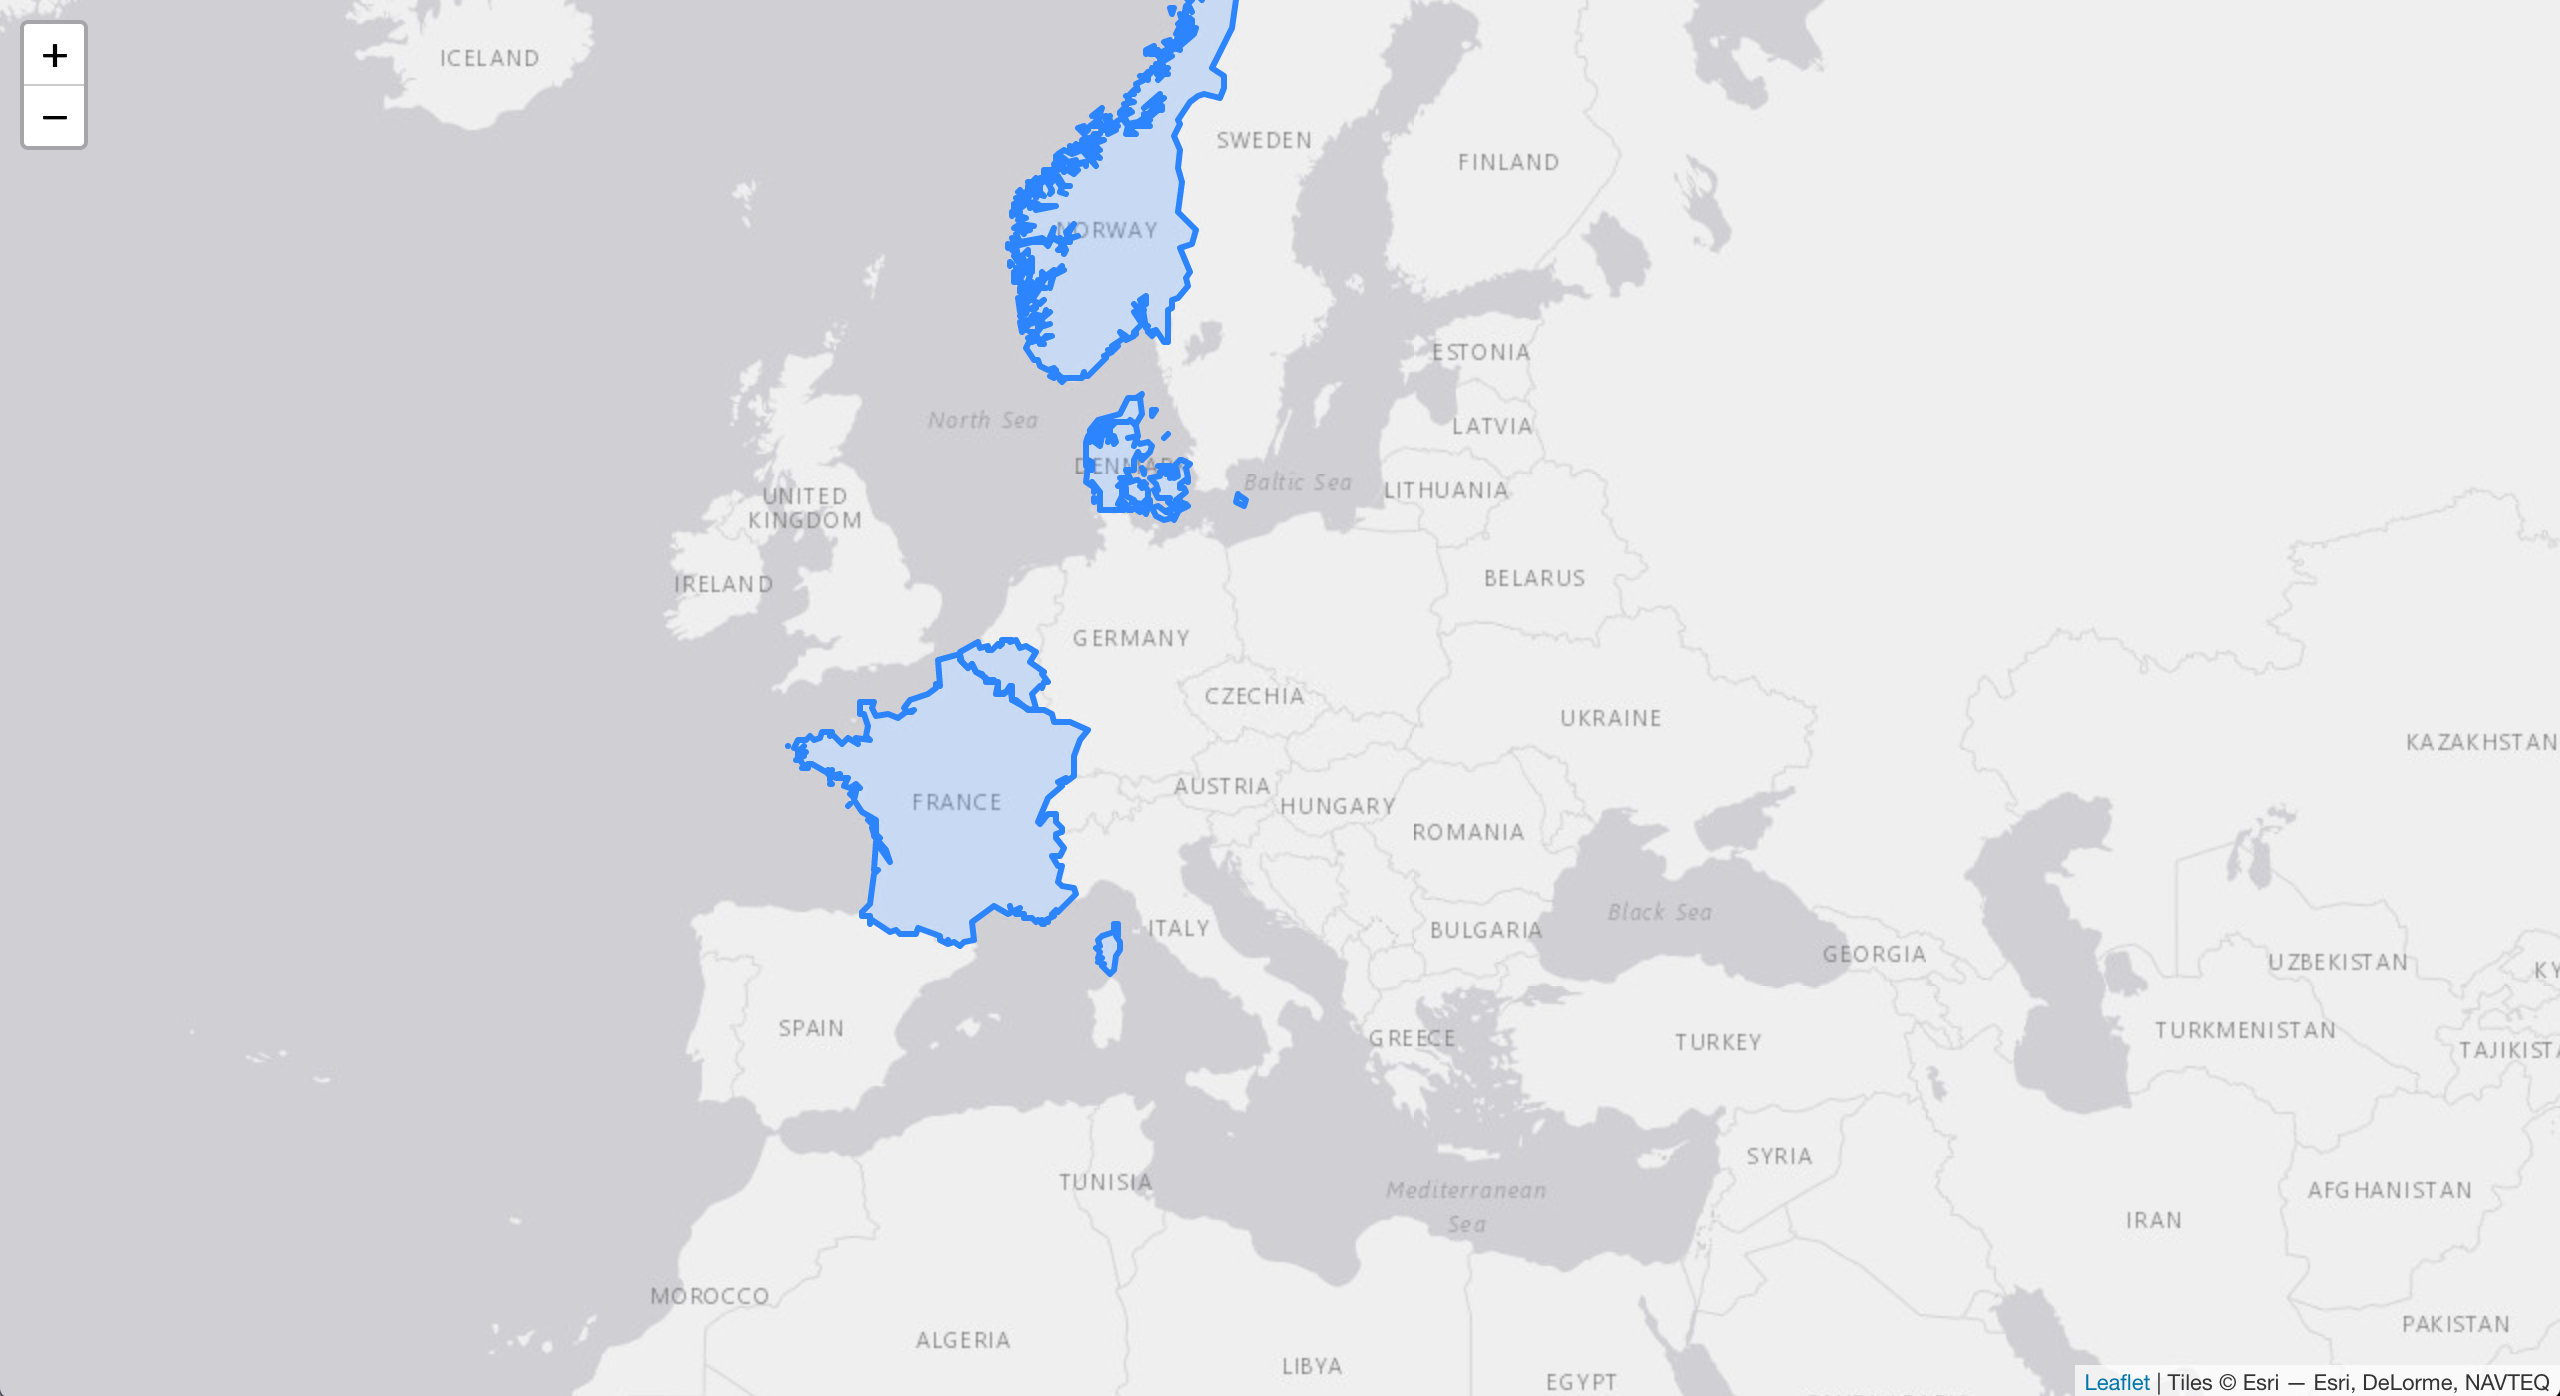 +
−
ICELAND
SWEDEN
FINLAND
NORWAY
ESTONIA
North Sea
LATVIA
DENMARK
Baltic Sea
LITHUANIA
UNITED
KINGDOM
IRELAND
BELARUS
GERMANY
CZECHIA
UKRAINE
KAZAKHSTAN
AUSTRIA
FRANCE
HUNGARY
ROMANIA
Black Sea
ITALY
BULGARIA
GEORGIA
UZBEKISTAN
KY
SPAIN
GREECE
TURKEY
TURKMENISTAN
TAJIKISTA
SYRIA
TUNISIA
Mediterranean
Sea
AFGHANISTAN
IRAN
MOROCCO
PAKISTAN
ALGERIA
LIBYA
EGYPT
Leaflet | Tiles © Esri — Esri, DeLorme, NAVTEQ